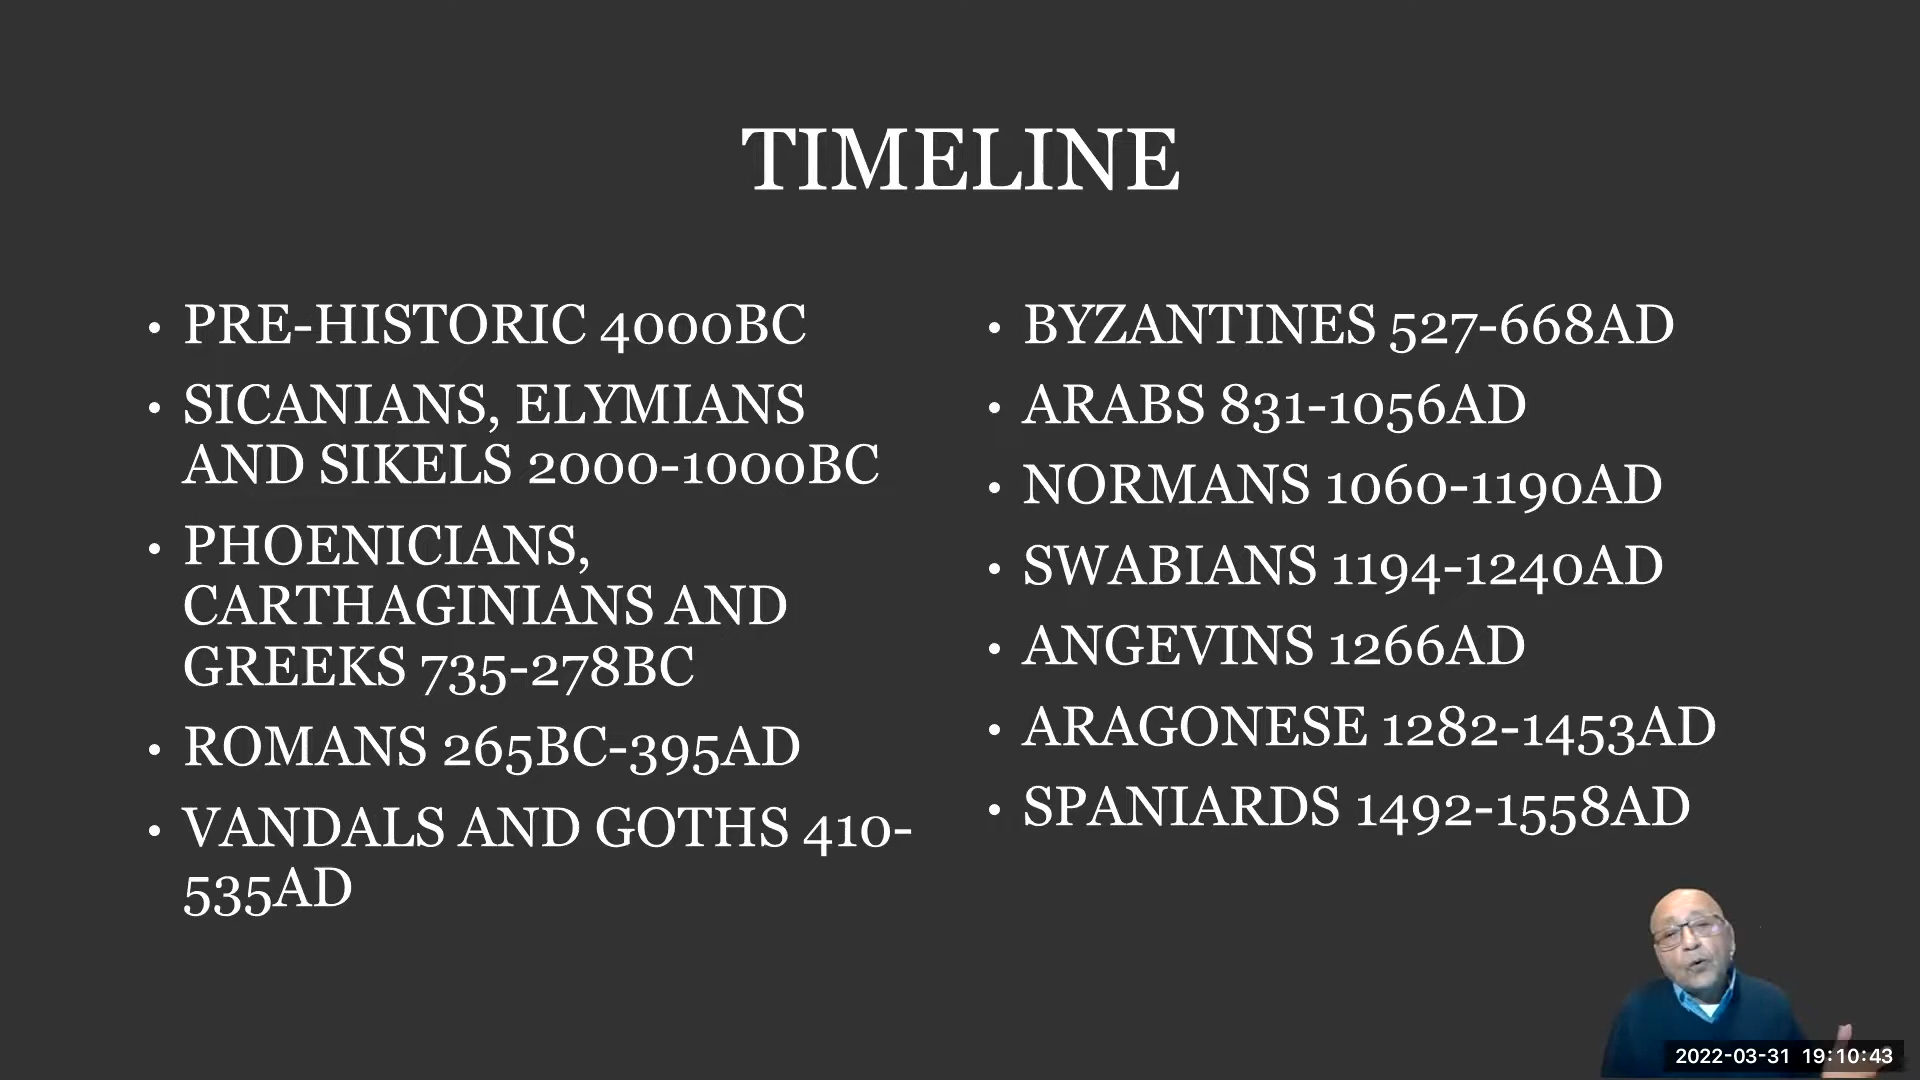 TIMELINE
• PRE-HISTORIC 4000BC
• SICANIANS, ELYMIANS
AND SIKELS 2000-1000BC
• PHOENICIANS,
CARTHAGINIANS AND
GREEKS 735-278BC
• ROMANS 265BC-395AD
• VANDALS AND GOTHS 410-
535AD
• BYZANTINES 527-668AD
• ARABS 831-1056AD
• NORMANS 1060-1190AD
• SWABIANS 1194-1240AD
• ANGEVINS 1266AD
• ARAGONESE 1282-1453AD
• SPANIARDS 1492-1558AD
2022-03-31 19:10:43